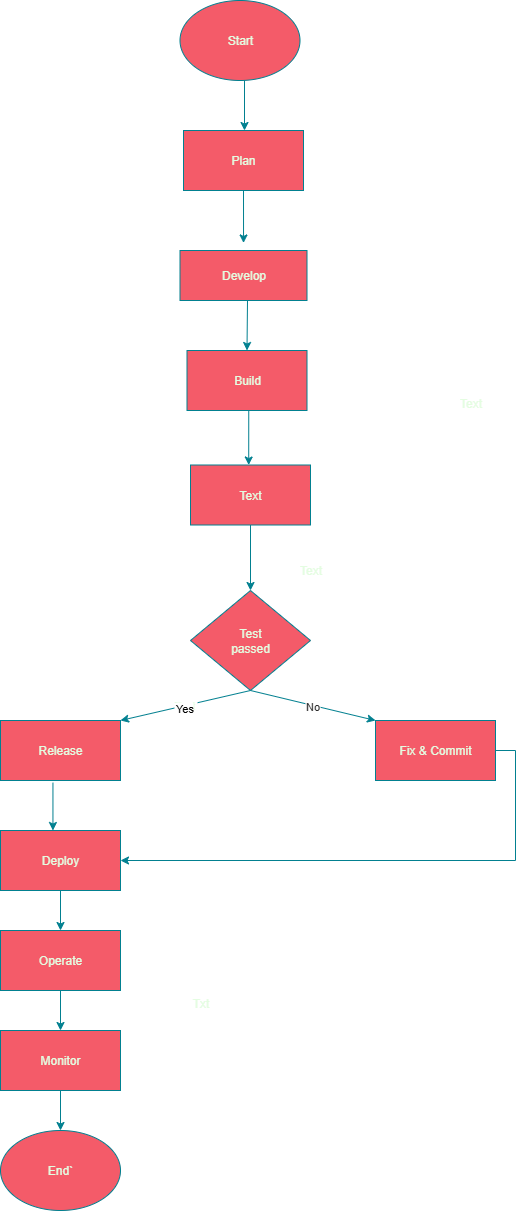 Start
Plan
Develop
Build
Text
Text
Text
Test
passed
Yes
No
Release
Fix & Commit
Deploy
Operate
Txt
Monitor
End`